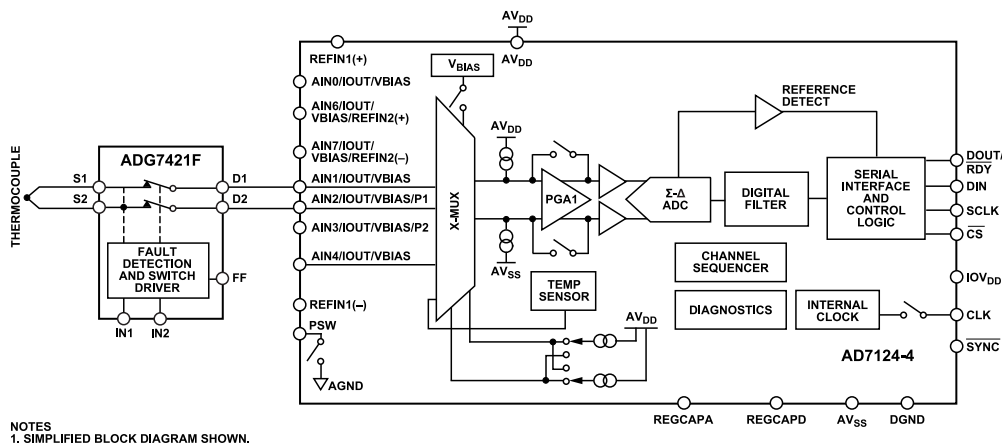 AVDD
REFIN1(+)
AVDD
VBIAS
AIN0/IOUT/VBIAS
REFERENCE
DETECT
AIN6/IOUT/
VBIAS/REFIN2(+)
AVDD
AIN7/IOUT/
VBIAS/REFIN2(–)
ADG7421F
DOUT/
RDY
THERMOCOUPLE
S1
D1
AIN1/IOUT/VBIAS
DIN
S2
D2
AIN2/IOUT/VBIAS/P1
X-MUX
PGA1
Σ-Δ
ADC
DIGITAL
FILTER
SERIAL
INTERFACE
AND
CONTROL
LOGIC
SCLK
AIN3/IOUT/VBIAS/P2
CS
FAULT
DETECTION
AND SWITCH
DRIVER
AIN4/IOUT/VBIAS
AVSS
CHANNEL
SEQUENCER
FF
IOVDD
TEMP
SENSOR
REFIN1(–)
DIAGNOSTICS
INTERNAL
CLOCK
CLK
IN1
IN2
PSW
AVDD
SYNC
AD7124-4
AGND
REGCAPA
REGCAPD
AVSS
DGND
NOTES
1. SIMPLIFIED BLOCK DIAGRAM SHOWN.